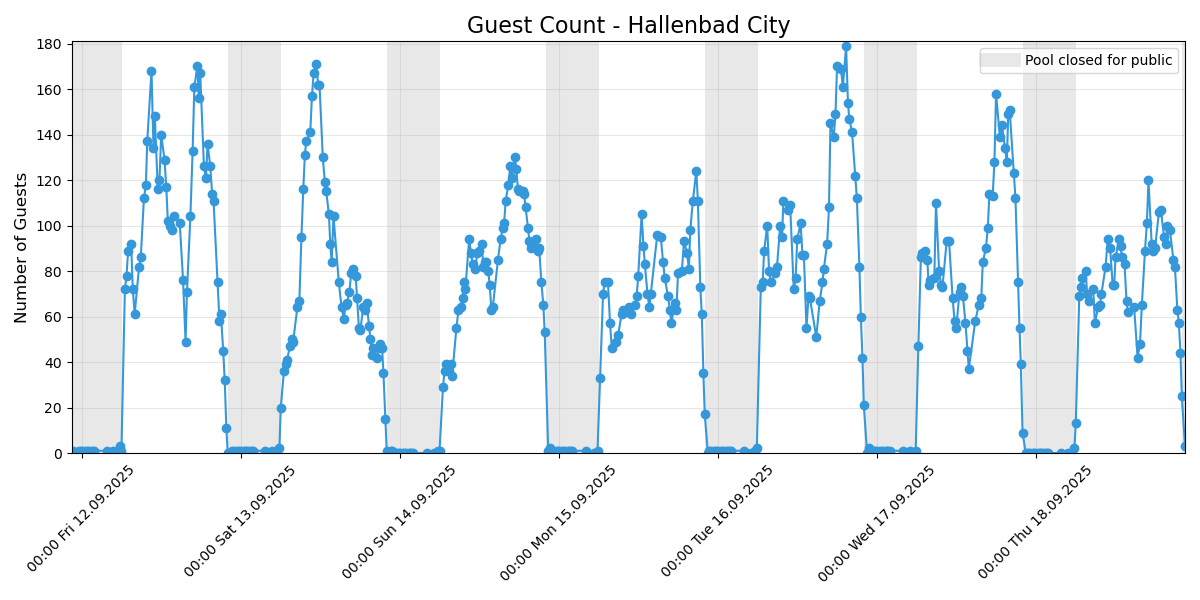 Guest Count - Hallenbad City
Pool closed for public
Number of Guests
180
160
140
120
100
80
60
40
20
0
00:00 Fri 12.09.2025
00:00 Sat 13.09.2025
00:00 Sun 14.09.2025
00:00 Mon 15.09.2025
00:00 Tue 16.09.2025
00:00 Wed 17.09.2025
00:00 Thu 18.09.2025